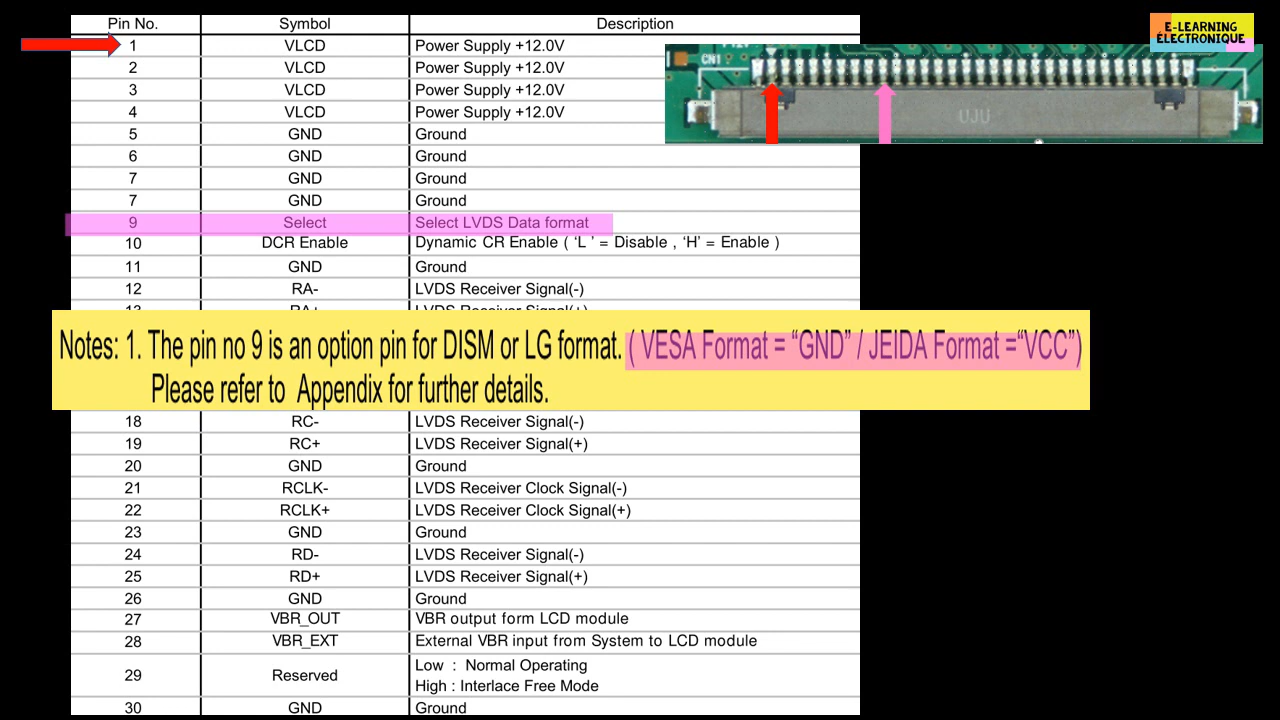 Pin No. Symbol Description
1 VLCD Power Supply +12.0V
2 VLCD Power Supply +12.0V
3 VLCD Power Supply +12.0V
4 VLCD Power Supply +12.0V
5 GND Ground
6 GND Ground
7 GND Ground
7 GND Ground
9 Select Select LVDS Data format
10 DCR Enable Dynamic CR Enable ( ‘L ’ = Disable , ‘H’ = Enable )
11 GND Ground
12 RA- LVDS Receiver Signal(-)
Notes: 1. The pin no 9 is an option pin for DISM or LG format. ( VESA Format = “GND” / JEIDA Format =“VCC”)
Please refer to Appendix for further details.
18 RC- LVDS Receiver Signal(-)
19 RC+ LVDS Receiver Signal(+)
20 GND Ground
21 RCLK- LVDS Receiver Clock Signal(-)
22 RCLK+ LVDS Receiver Clock Signal(+)
23 GND Ground
24 RD- LVDS Receiver Signal(-)
25 RD+ LVDS Receiver Signal(+)
26 GND Ground
27 VBR_OUT VBR output form LCD module
28 VBR_EXT External VBR input from System to LCD module
29 Reserved Low : Normal Operating
High : Interlace Free Mode
30 GND Ground
E-LEARNING
ÉLECTRONIQUE
CN1
UJU